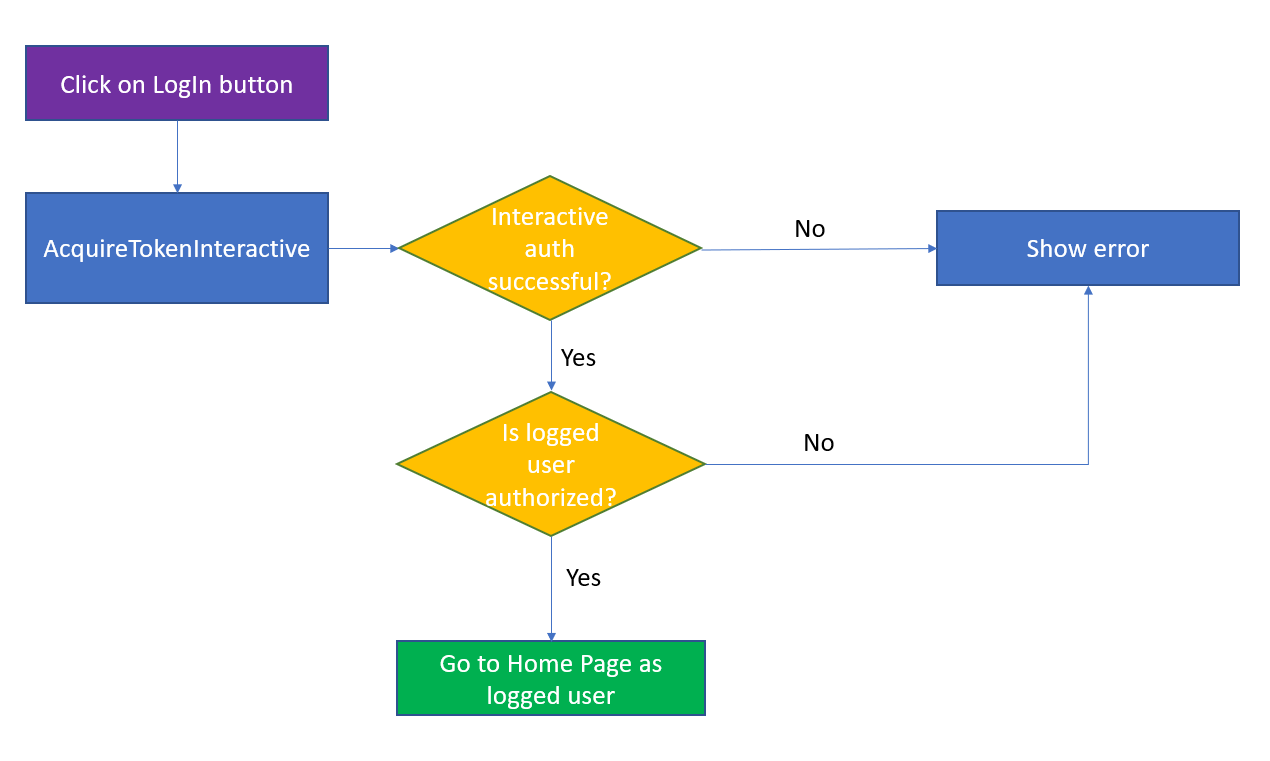 Click on LogIn button
AcquireTokenInteractive
Interactive
auth
successful?
No
Show error
Yes
Is logged
user
authorized?
No
Yes
Go to Home Page as
logged user